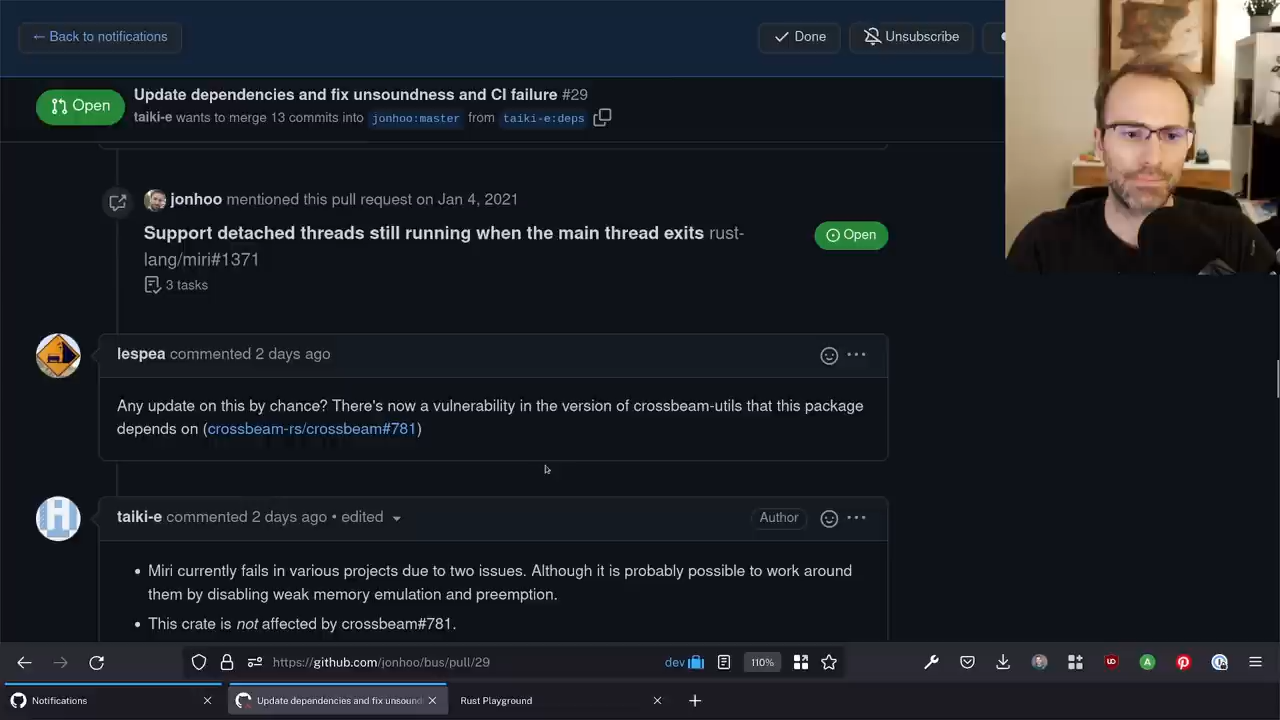 ← Back to notifications
Done
Unsubscribe
Open
Update dependencies and fix unsoundness and CI failure #29
taiki-e wants to merge 13 commits into jonhoo:master from taiki-e:deps
jonhoo mentioned this pull request on Jan 4, 2021
Support detached threads still running when the main thread exits rust-
lang/miri#1371
Open
3 tasks
lespea commented 2 days ago
Any update on this by chance? There's now a vulnerability in the version of crossbeam-utils that this package
depends on (crossbeam-rs/crossbeam#781)
taiki-e commented 2 days ago • edited
Author
• Miri currently fails in various projects due to two issues. Although it is probably possible to work around
them by disabling weak memory emulation and preemption.
• This crate is not affected by crossbeam#781.
https://github.com/jonhoo/bus/pull/29
dev
110%
Notifications
Update dependencies and fix unsound
Rust Playground